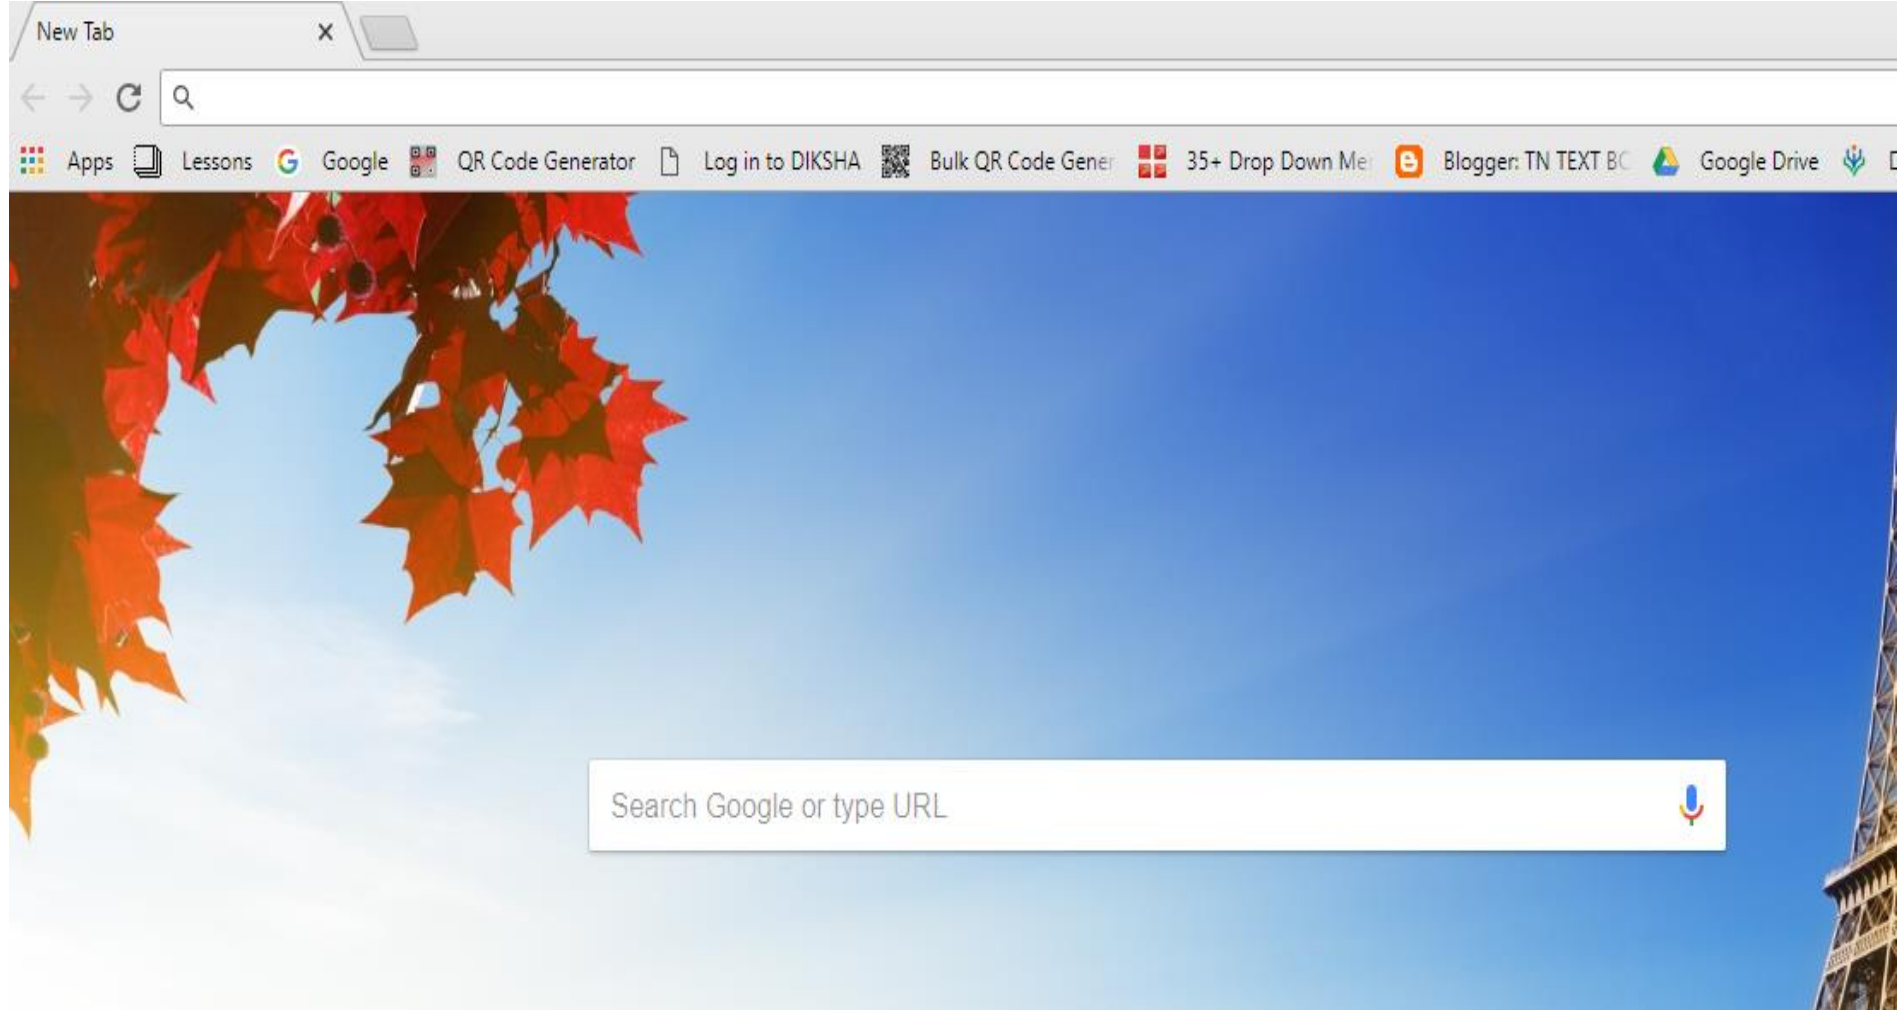 New Tab
Apps Lessons Google QR Code Generator Log in to DIKSHA Bulk QR Code Gener 35+ Drop Down Me Blogger: TN TEXT BC Google Drive D
Search Google or type URL